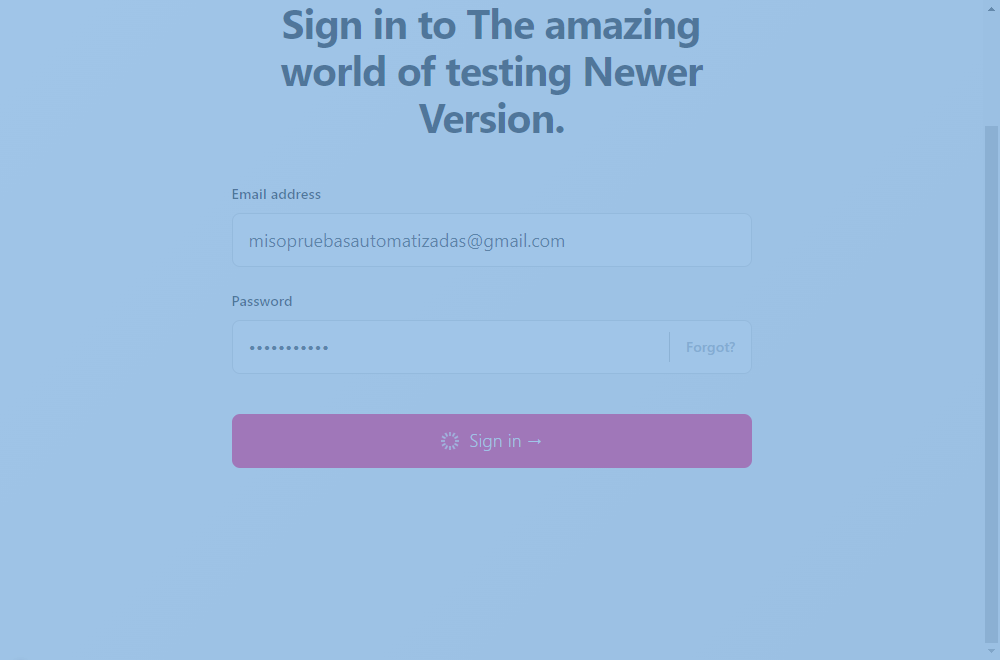 Sign in to The amazing
world of testing Newer
Version.
Email address
misopruebasautomatizadas@gmail.com
Password
•••••••••••
Forgot?
Sign in →